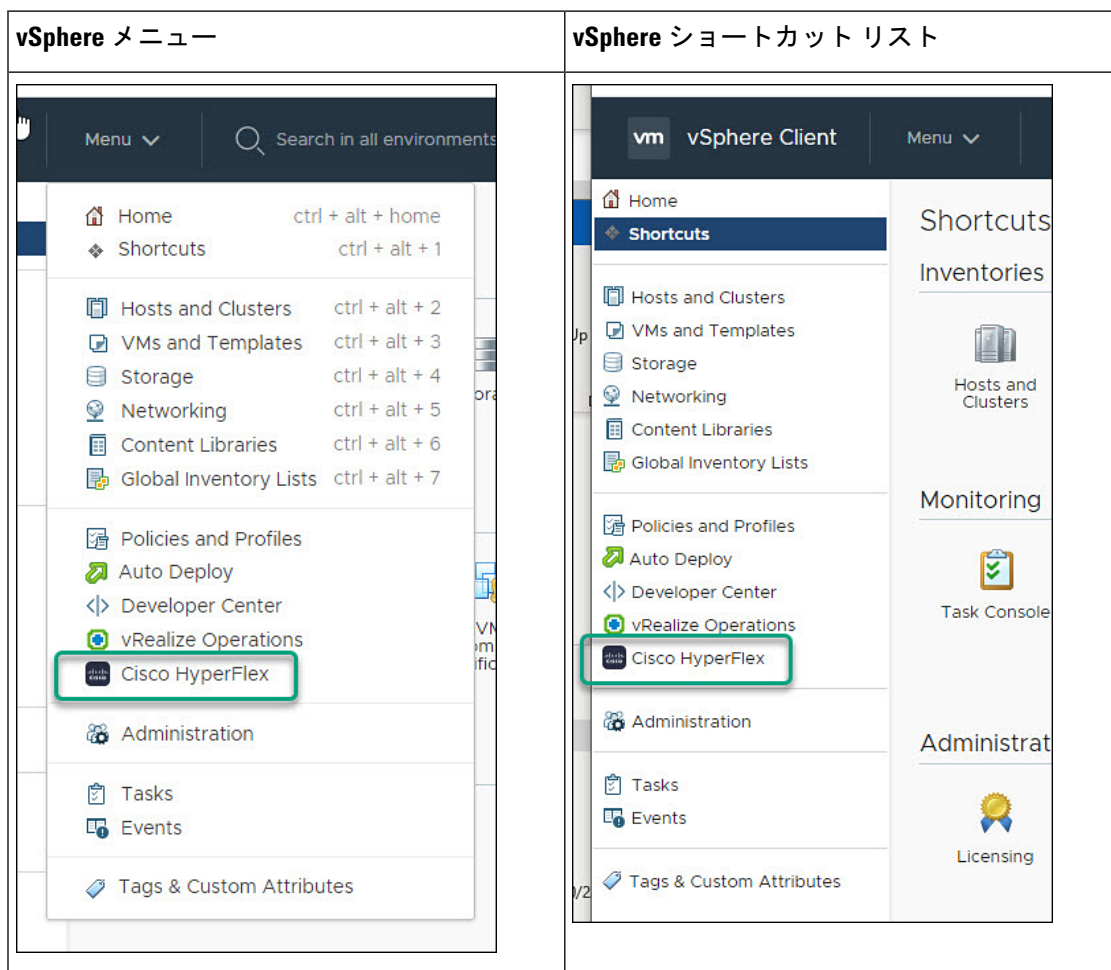 vSphere メニュー
vSphere ショートカット リスト
Menu
Search in all environments
Home ctrl + alt + home
Shortcuts ctrl + alt + 1
Hosts and Clusters ctrl + alt + 2
VMs and Templates ctrl + alt + 3
Storage ctrl + alt + 4
Networking ctrl + alt + 5
Content Libraries ctrl + alt + 6
Global Inventory Lists ctrl + alt + 7
Policies and Profiles
Auto Deploy
Developer Center
vRealize Operations
Cisco HyperFlex
Administration
Tasks
Events
Tags & Custom Attributes
vm vSphere Client Menu
Home
Shortcuts
Hosts and Clusters
VMs and Templates
Storage
Networking
Content Libraries
Global Inventory Lists
Policies and Profiles
Auto Deploy
Developer Center
vRealize Operations
Cisco HyperFlex
Administration
Tasks
Events
Tags & Custom Attributes
Shortcuts
Inventories
Hosts and
Clusters
Monitoring
Task Console
Administrat
Licensing